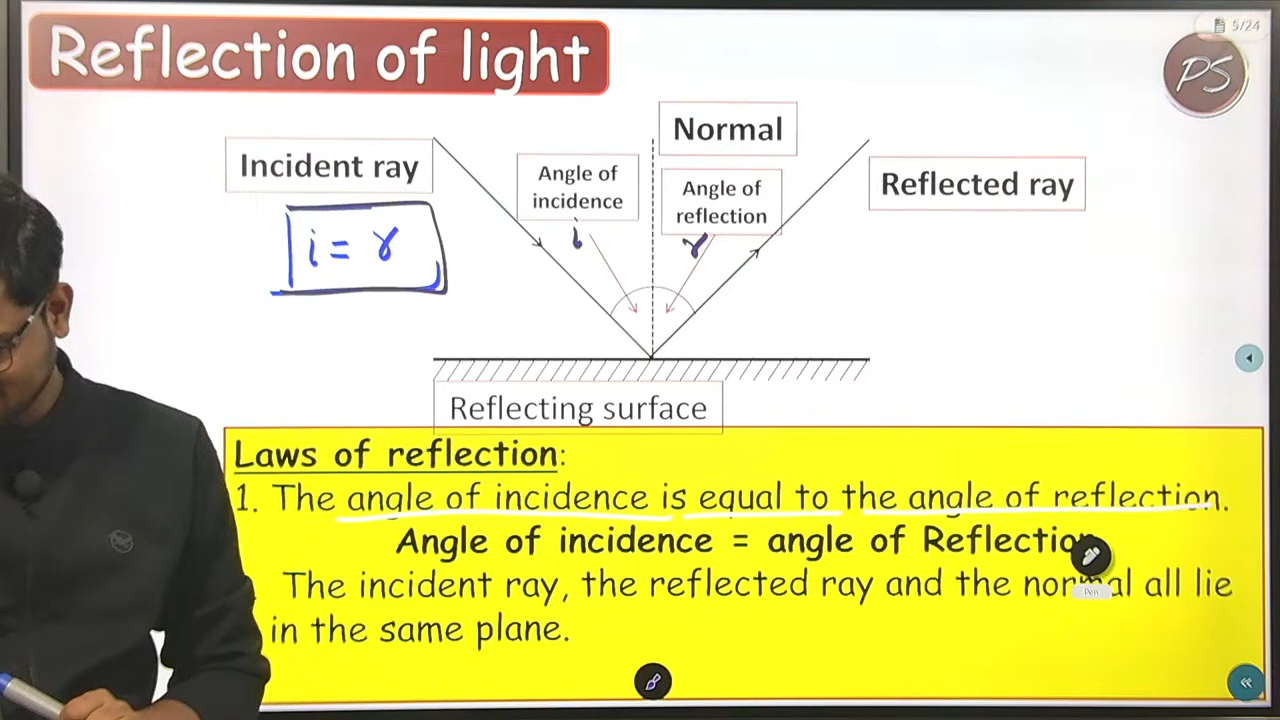 Reflection of light
5/24
PS
Normal
Incident ray
Angle of
incidence
Angle of
reflection
Reflected ray
i
r
i = r
Reflecting surface
Laws of reflection:
1. The angle of incidence is equal to the angle of reflection.
Angle of incidence = angle of Reflection
The incident ray, the reflected ray and the normal all lie
in the same plane.
Pen